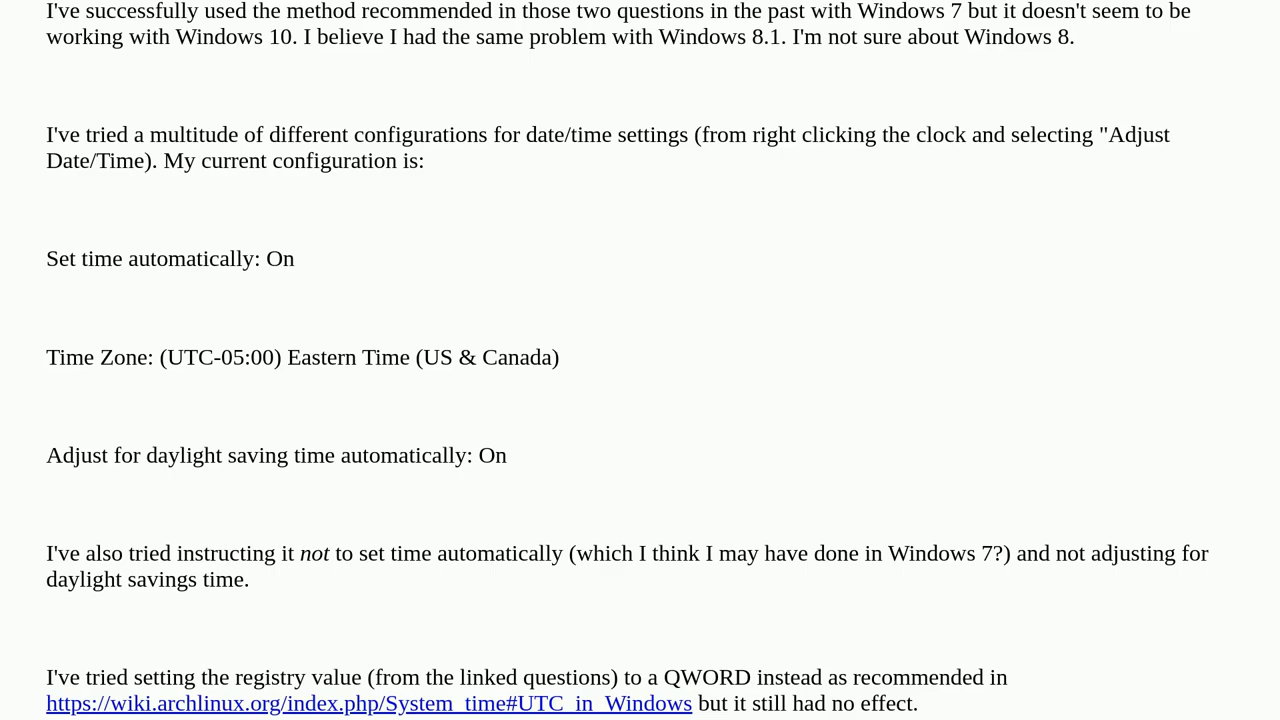 I've successfully used the method recommended in those two questions in the past with Windows 7 but it doesn't seem to be
working with Windows 10. I believe I had the same problem with Windows 8.1. I'm not sure about Windows 8.
I've tried a multitude of different configurations for date/time settings (from right clicking the clock and selecting "Adjust
Date/Time). My current configuration is:
Set time automatically: On
Time Zone: (UTC-05:00) Eastern Time (US & Canada)
Adjust for daylight saving time automatically: On
I've also tried instructing it not to set time automatically (which I think I may have done in Windows 7?) and not adjusting for
daylight savings time.
I've tried setting the registry value (from the linked questions) to a QWORD instead as recommended in
https://wiki.archlinux.org/index.php/System_time#UTC_in_Windows but it still had no effect.